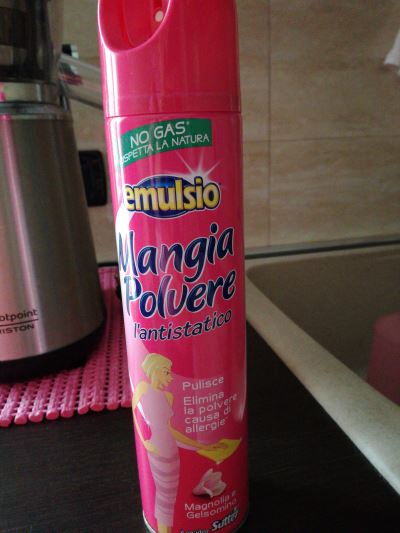 NO GAS*
RISPETTA LA NATURA
emulsio
Mangia
Polvere
l'antistatico
Pulisce
Elimina
la polvere
causa di
allergie**
Magnolia e
Gelsomino
Sutter
hotpoint
ARISTON